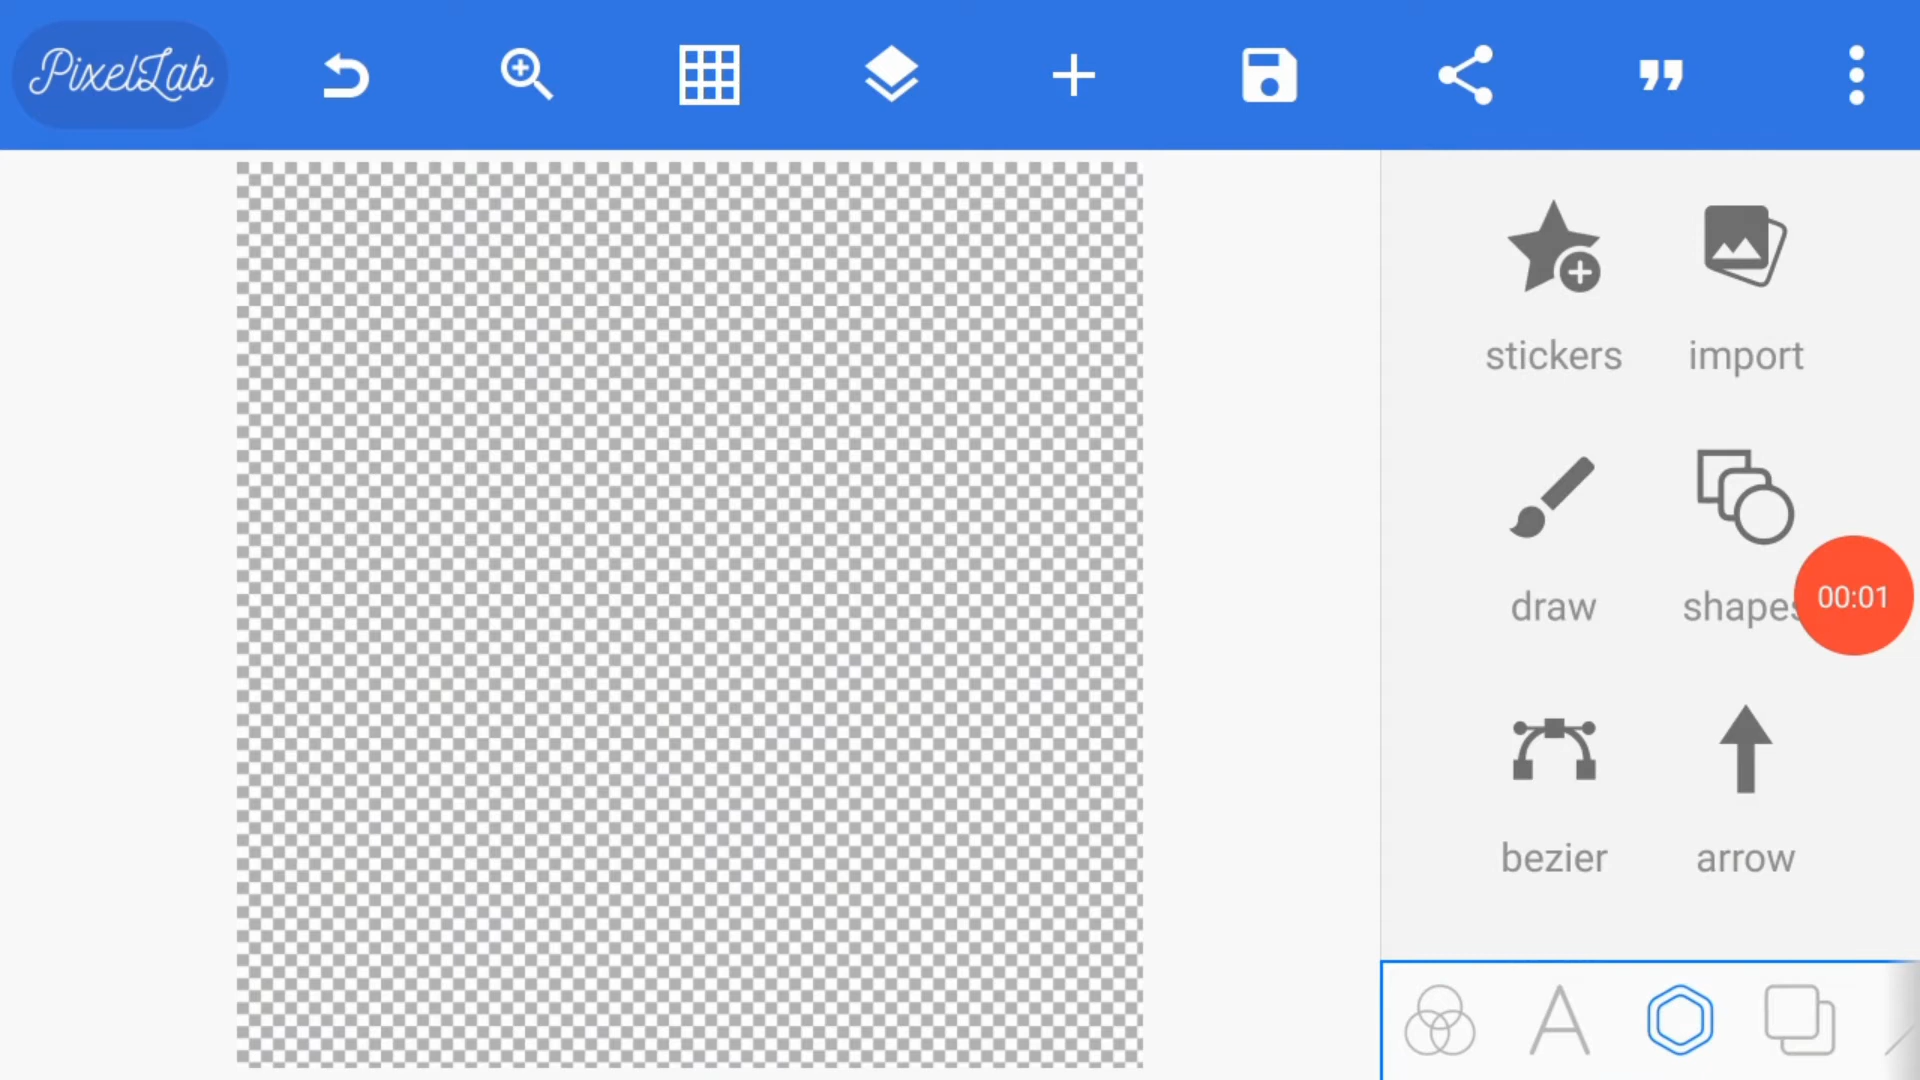 PixelLab
stickers
import
draw
shapes
00:01
bezier
arrow